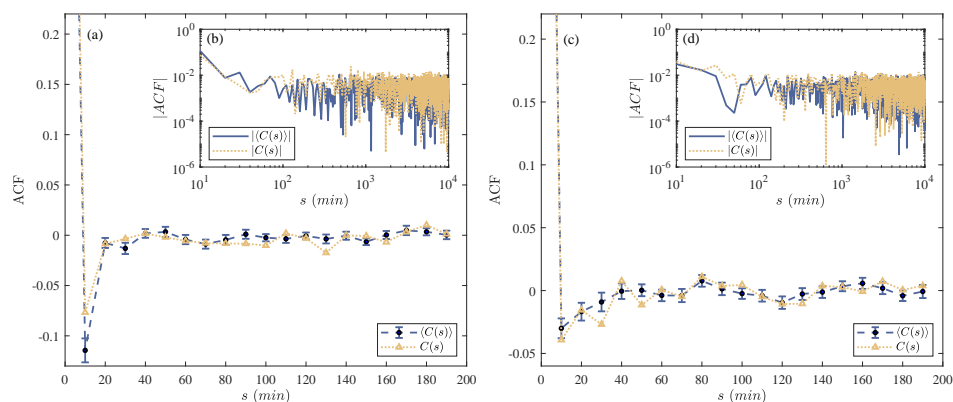 (a)
(b)
0.2
0.15
0.1
0.05
0
-0.05
-0.1
ACF
0 20 40 60 80 100 120 140 160 180 200
s (min)
⟨C(s)⟩
C(s)
10^0
10^-2
10^-4
10^-6
|ACF|
|⟨C(s)⟩|
|C(s)|
10^1 10^2 10^3 10^4
s (min)
(c)
(d)
0.2
0.15
0.1
0.05
0
-0.05
ACF
0 20 40 60 80 100 120 140 160 180 200
s (min)
⟨C(s)⟩
C(s)
10^0
10^-2
10^-4
10^-6
|ACF|
|⟨C(s)⟩|
|C(s)|
10^1 10^2 10^3 10^4
s (min)